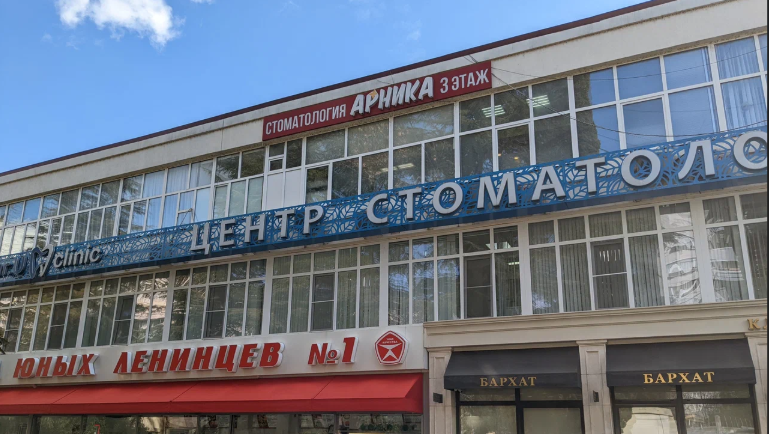 СТОМАТОЛОГИЯ АРНИКА 3 ЭТАЖ
clinic ЦЕНТР СТОМАТОЛО
ЮНЫХ ЛЕНИНЦЕВ №1
БАРХАТ
БАРХАТ